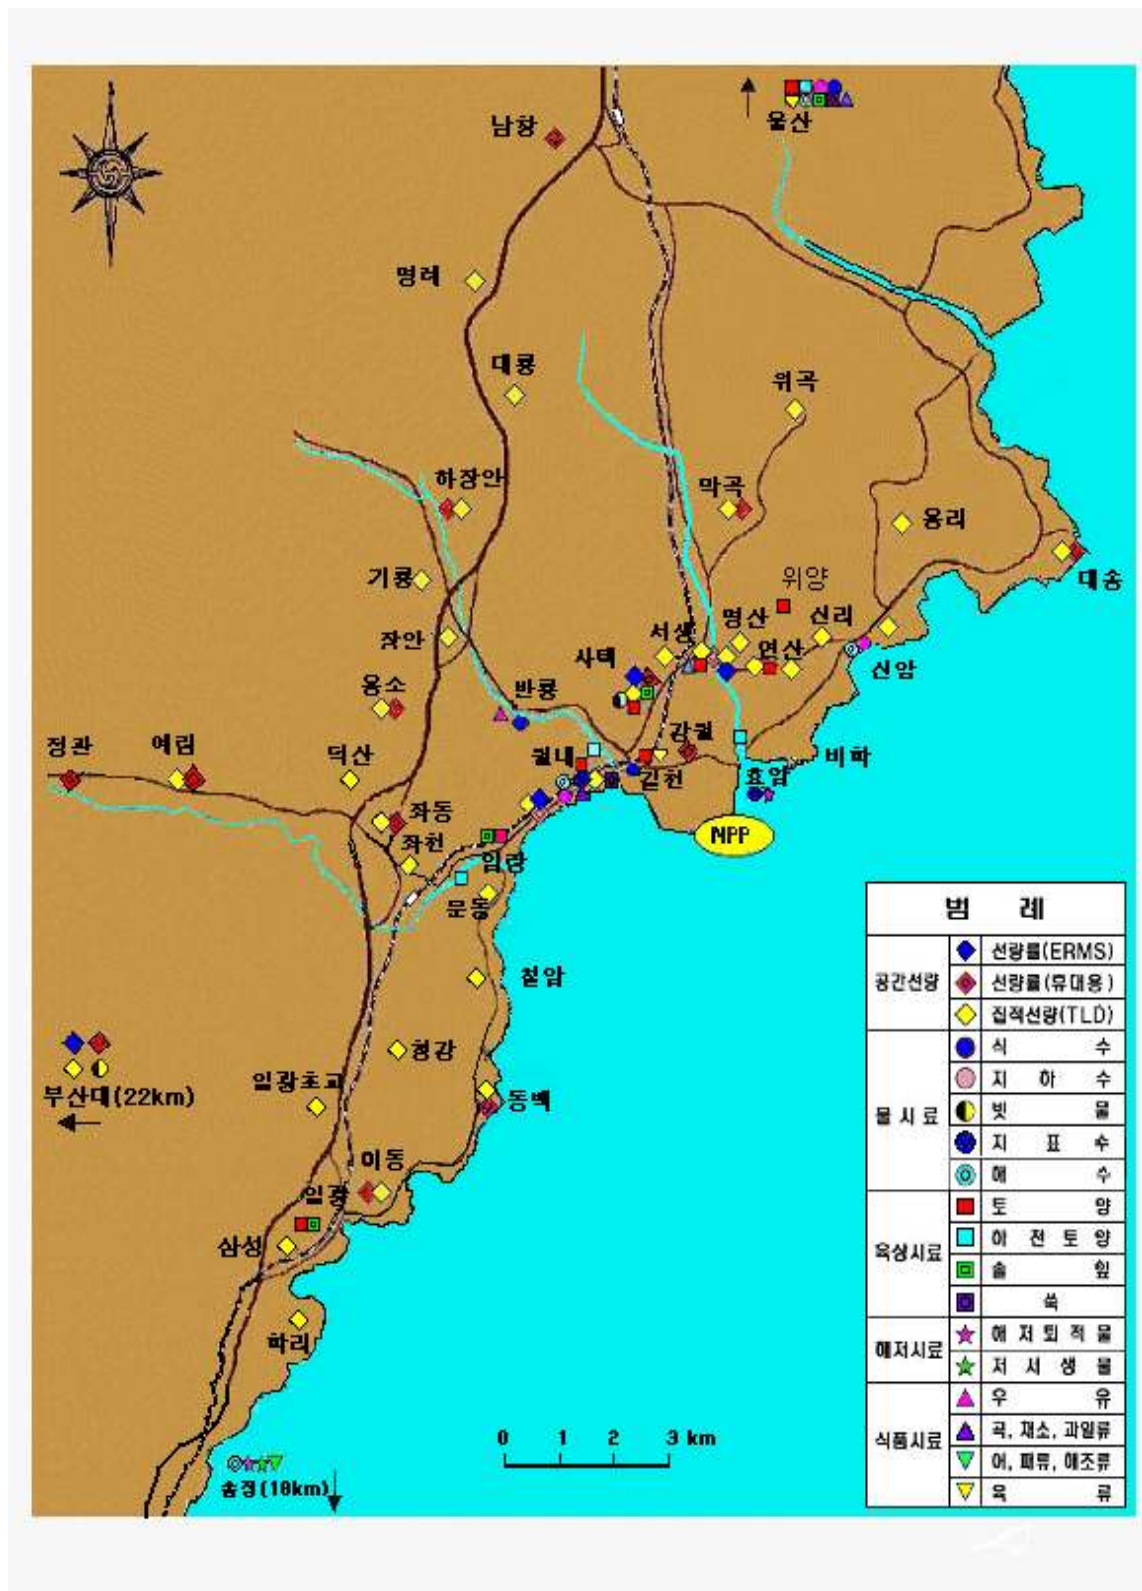 울산
남창
명례
대룡
위곡
하장안
막곡
용리
기룡
대송
위양
장안
서생
명산
신리
연산
사택
신암
용소
반룡
정관
예림
덕산
월내
길천
효암
비학
좌동
좌천
NPP
임랑
문동
칠암
청강
부산대(22km)
일광초교
동백
이동
일광
삼성
학리
0 1 2 3 km
송정(10km)
범 례
공간선량
선량률(ERMS)
선량률(휴대용)
집적선량(TLD)
물시료
식 수
지 하 수
빗 물
지 표 수
해 수
육상시료
토 양
하 천 토 양
솔 잎
쑥
해저시료
해 저 퇴 적 물
저 서 생 물
식품시료
우 유
곡, 채소, 과일류
어, 패류, 해조류
육 류